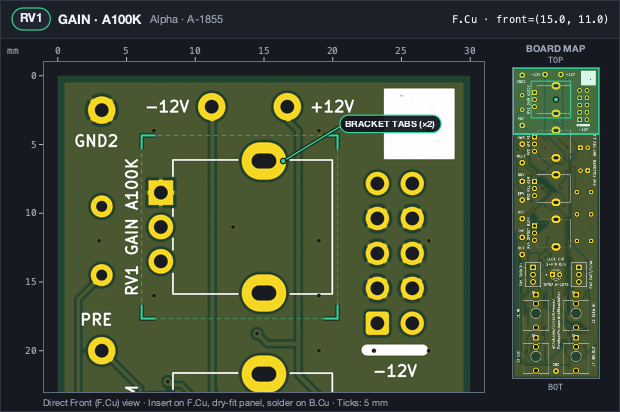 RV1 GAIN · A100K Alpha · A-1855 F.Cu · front=(15.0, 11.0)
mm 0 5 10 15 20 25 30
BOARD MAP
TOP
0
5
10
15
20
−12V
+12V
GND2
BRACKET TABS (×2)
RV1 GAIN A100K
PRE
−12V
M
BOT
Direct Front (F.Cu) view · Insert on F.Cu, dry-fit panel, solder on B.Cu · Ticks: 5 mm